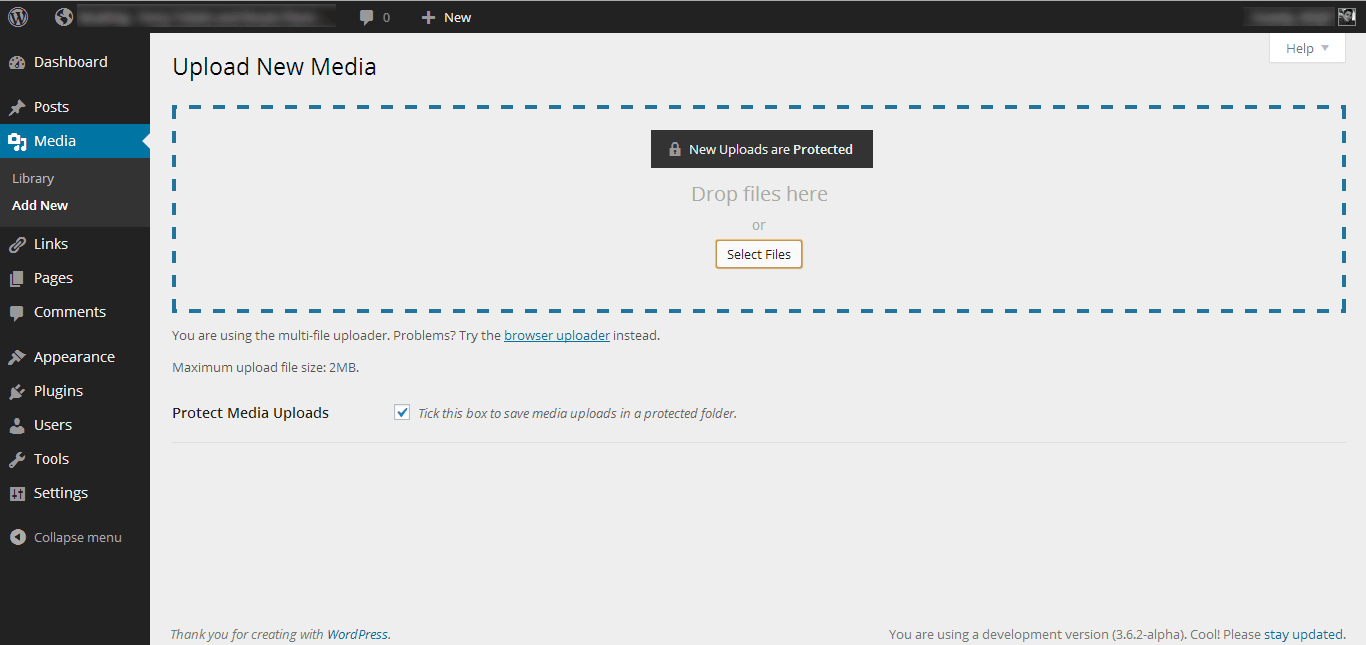 0
New
Help
Dashboard
Posts
Media
Library
Add New
Links
Pages
Comments
Appearance
Plugins
Users
Tools
Settings
Collapse menu
Upload New Media
New Uploads are Protected
Drop files here
or
Select Files
You are using the multi-file uploader. Problems? Try the browser uploader instead.
Maximum upload file size: 2MB.
Protect Media Uploads
Tick this box to save media uploads in a protected folder.
Thank you for creating with WordPress.
You are using a development version (3.6.2-alpha). Cool! Please stay updated.